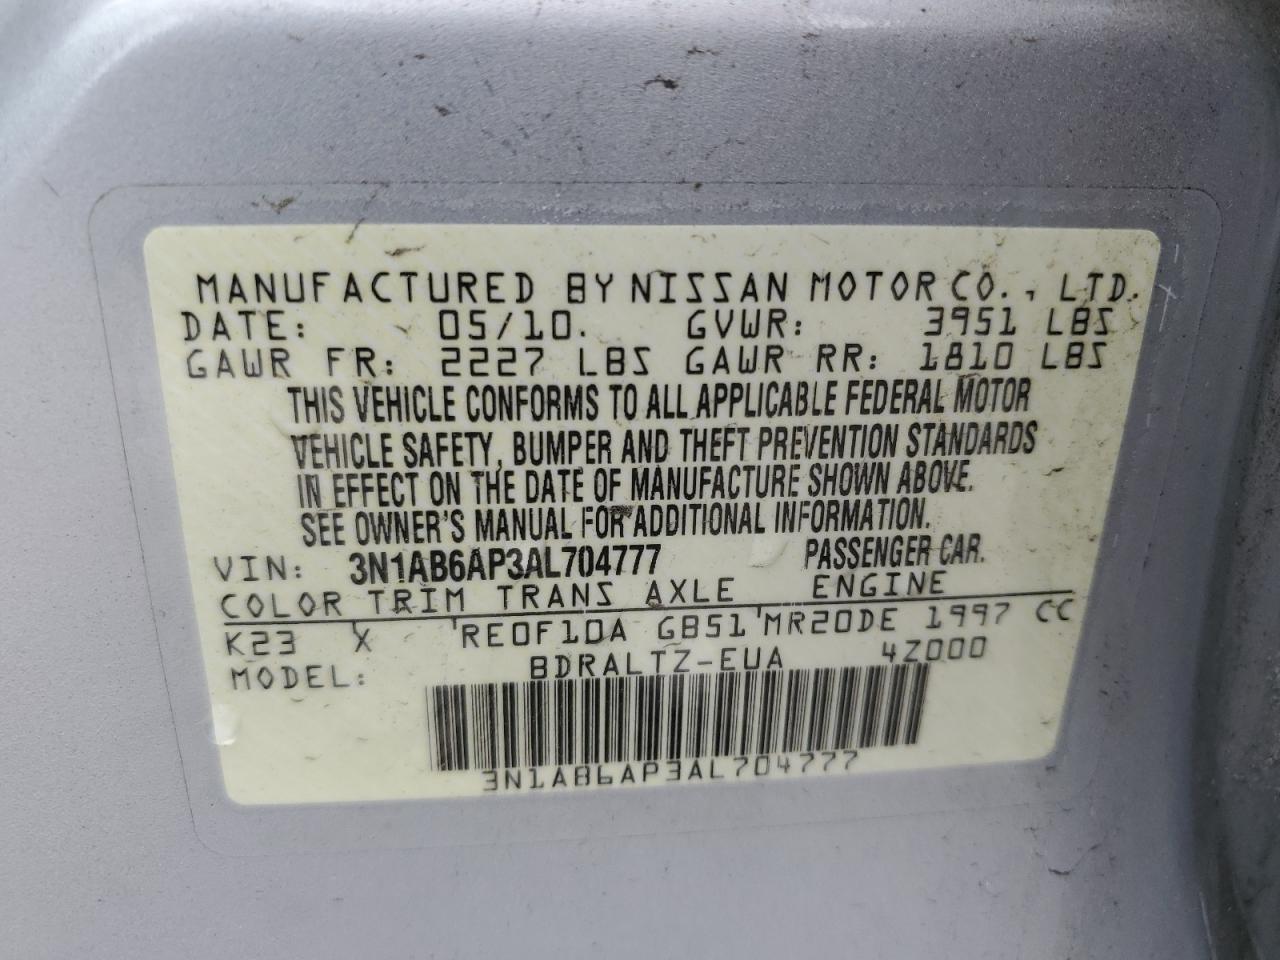 MANUFACTURED BY NISSAN MOTOR CO., LTD.
DATE: 05/10. GVWR: 3951 LBS
GAWR FR: 2227 LBS GAWR RR: 1810 LBS
THIS VEHICLE CONFORMS TO ALL APPLICABLE FEDERAL MOTOR
VEHICLE SAFETY, BUMPER AND THEFT PREVENTION STANDARDS
IN EFFECT ON THE DATE OF MANUFACTURE SHOWN ABOVE.
SEE OWNER'S MANUAL FOR ADDITIONAL INFORMATION.
VIN: 3N1AB6AP3AL704777 PASSENGER CAR.
COLOR TRIM TRANS AXLE ENGINE
K23 X RE0F10A GB51 MR20DE 1997 CC
MODEL: BDRALTZ-EUA 4Z000
3N1AB6AP3AL704777